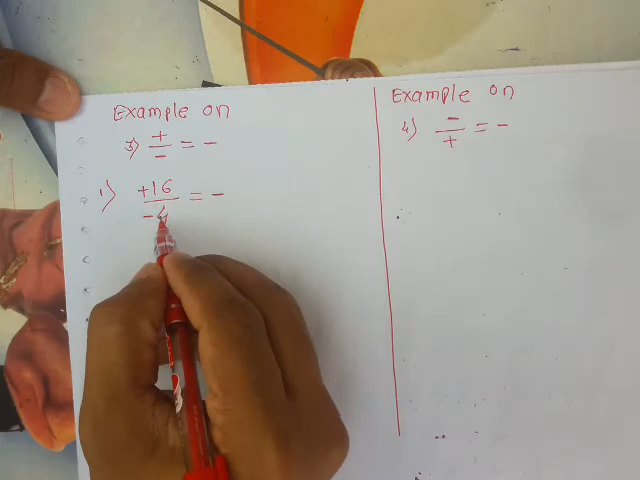 Example on
3) + / - = -
1) +16 / -4 = -
Example on
4) - / + = -